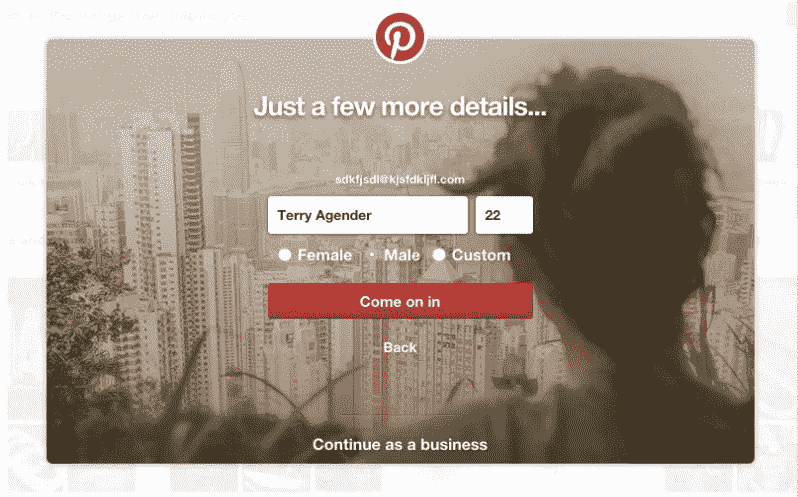 Just a few more details...
sdkfjsdl@kjsfdkljfl.com
Terry Agender 22
Female Male Custom
Come on in
Back
Continue as a business